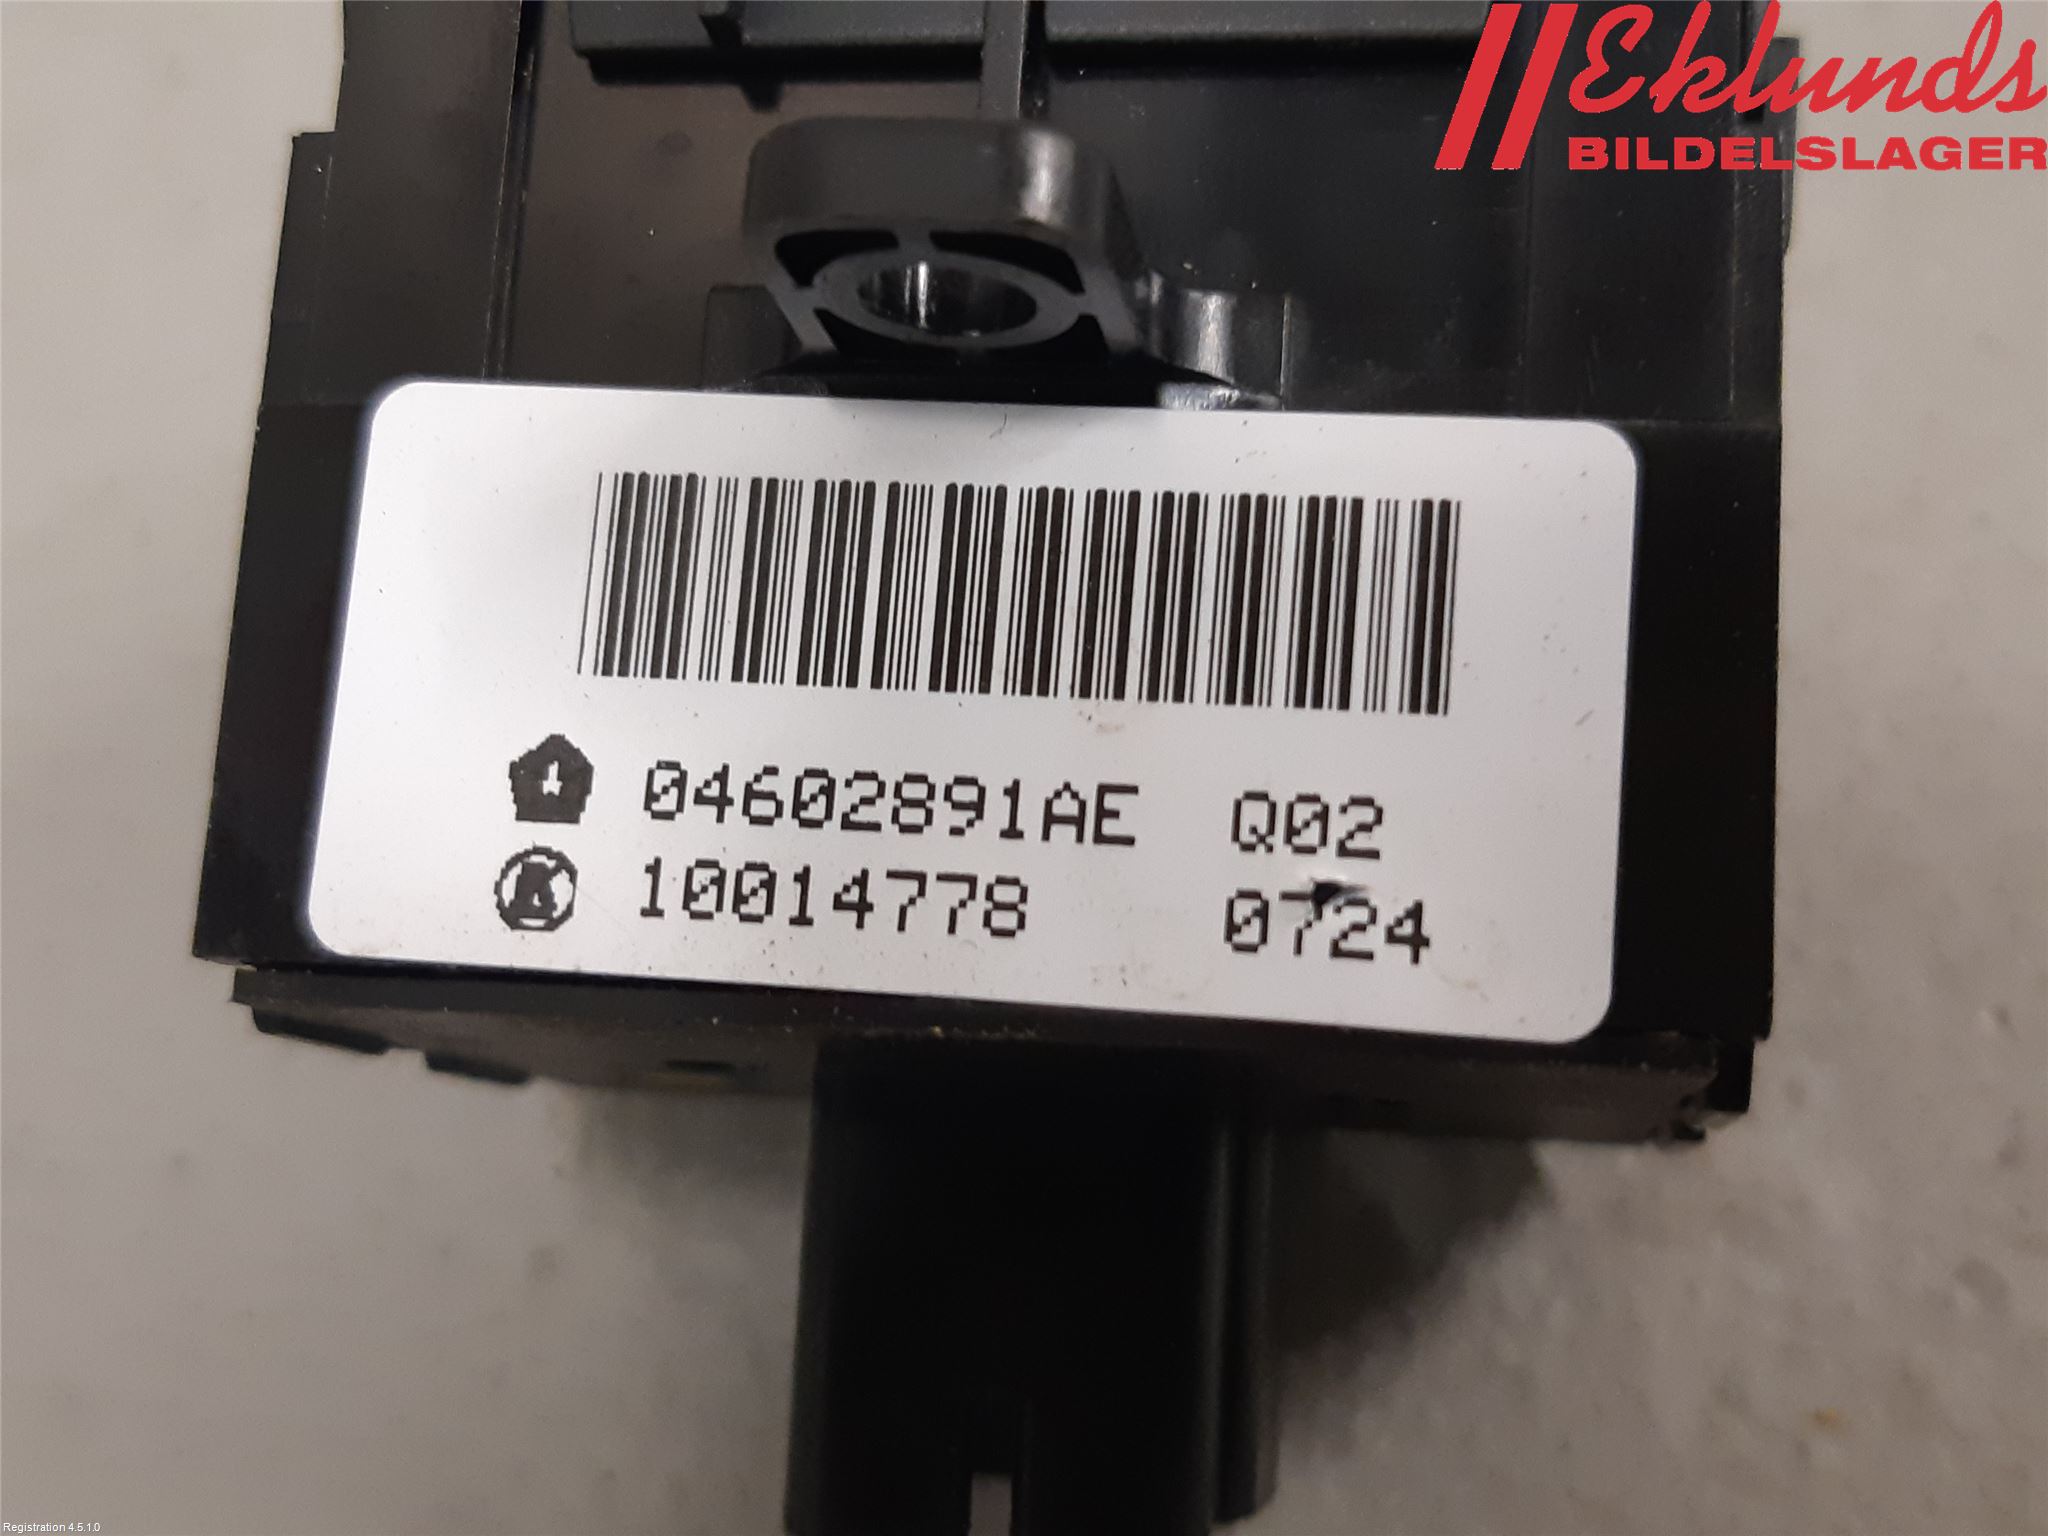 Eklunds
BILDELSLAGER
04602891AE Q02
10014778 0724
Registration 4.5.1.0